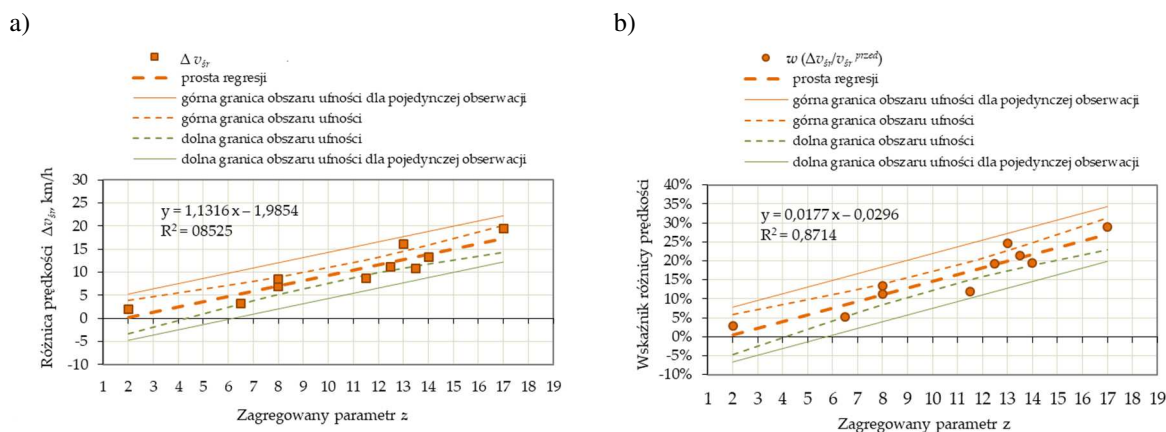 a)
Δ vśr
prosta regresji
górna granica obszaru ufności dla pojedynczej obserwacji
górna granica obszaru ufności
dolna granica obszaru ufności
dolna granica obszaru ufności dla pojedynczej obserwacji
Różnica prędkości Δvśr, km/h
30
25
20
15
10
5
0
-5
-10
y = 1,1316 x – 1,9854
R² = 08525
1 2 3 4 5 6 7 8 9 10 11 12 13 14 15 16 17 18 19
Zagregowany parametr z
b)
w (Δvśr/vśr przed)
prosta regresji
górna granica obszaru ufności dla pojedynczej obserwacji
górna granica obszaru ufności
dolna granica obszaru ufności
dolna granica obszaru ufności dla pojedynczej obserwacji
Wskaźnik różnicy prędkości
40%
35%
30%
25%
20%
15%
10%
5%
0%
-5%
-10%
y = 0,0177 x – 0,0296
R² = 0,8714
1 2 3 4 5 6 7 8 9 10 11 12 13 14 15 16 17 18 19
Zagregowany parametr z